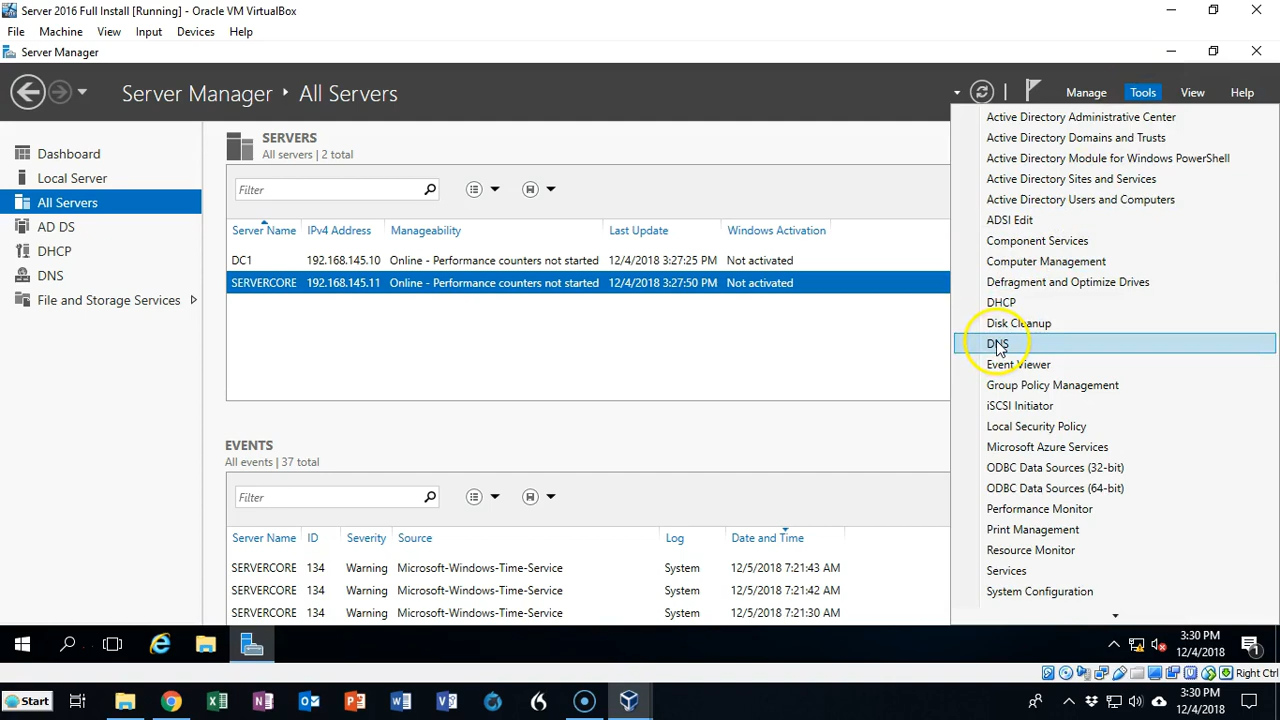 Server 2016 Full Install [Running] - Oracle VM VirtualBox
File Machine View Input Devices Help
Server Manager
Server Manager All Servers
Manage Tools View Help
Dashboard
Local Server
All Servers
AD DS
DHCP
DNS
File and Storage Services
SERVERS
All servers | 2 total
Filter
Server Name IPv4 Address Manageability Last Update Windows Activation
DC1 192.168.145.10 Online - Performance counters not started 12/4/2018 3:27:25 PM Not activated
SERVERCORE 192.168.145.11 Online - Performance counters not started 12/4/2018 3:27:50 PM Not activated
EVENTS
All events | 37 total
Filter
Server Name ID Severity Source Log Date and Time
SERVERCORE 134 Warning Microsoft-Windows-Time-Service System 12/5/2018 7:21:43 AM
SERVERCORE 134 Warning Microsoft-Windows-Time-Service System 12/5/2018 7:21:42 AM
SERVERCORE 134 Warning Microsoft-Windows-Time-Service System 12/5/2018 7:21:30 AM
Active Directory Administrative Center
Active Directory Domains and Trusts
Active Directory Module for Windows PowerShell
Active Directory Sites and Services
Active Directory Users and Computers
ADSI Edit
Component Services
Computer Management
Defragment and Optimize Drives
DHCP
Disk Cleanup
DNS
Event Viewer
Group Policy Management
iSCSI Initiator
Local Security Policy
Microsoft Azure Services
ODBC Data Sources (32-bit)
ODBC Data Sources (64-bit)
Performance Monitor
Print Management
Resource Monitor
Services
System Configuration
3:30 PM
12/4/2018
1
Right Ctrl
Start
3:30 PM
12/4/2018